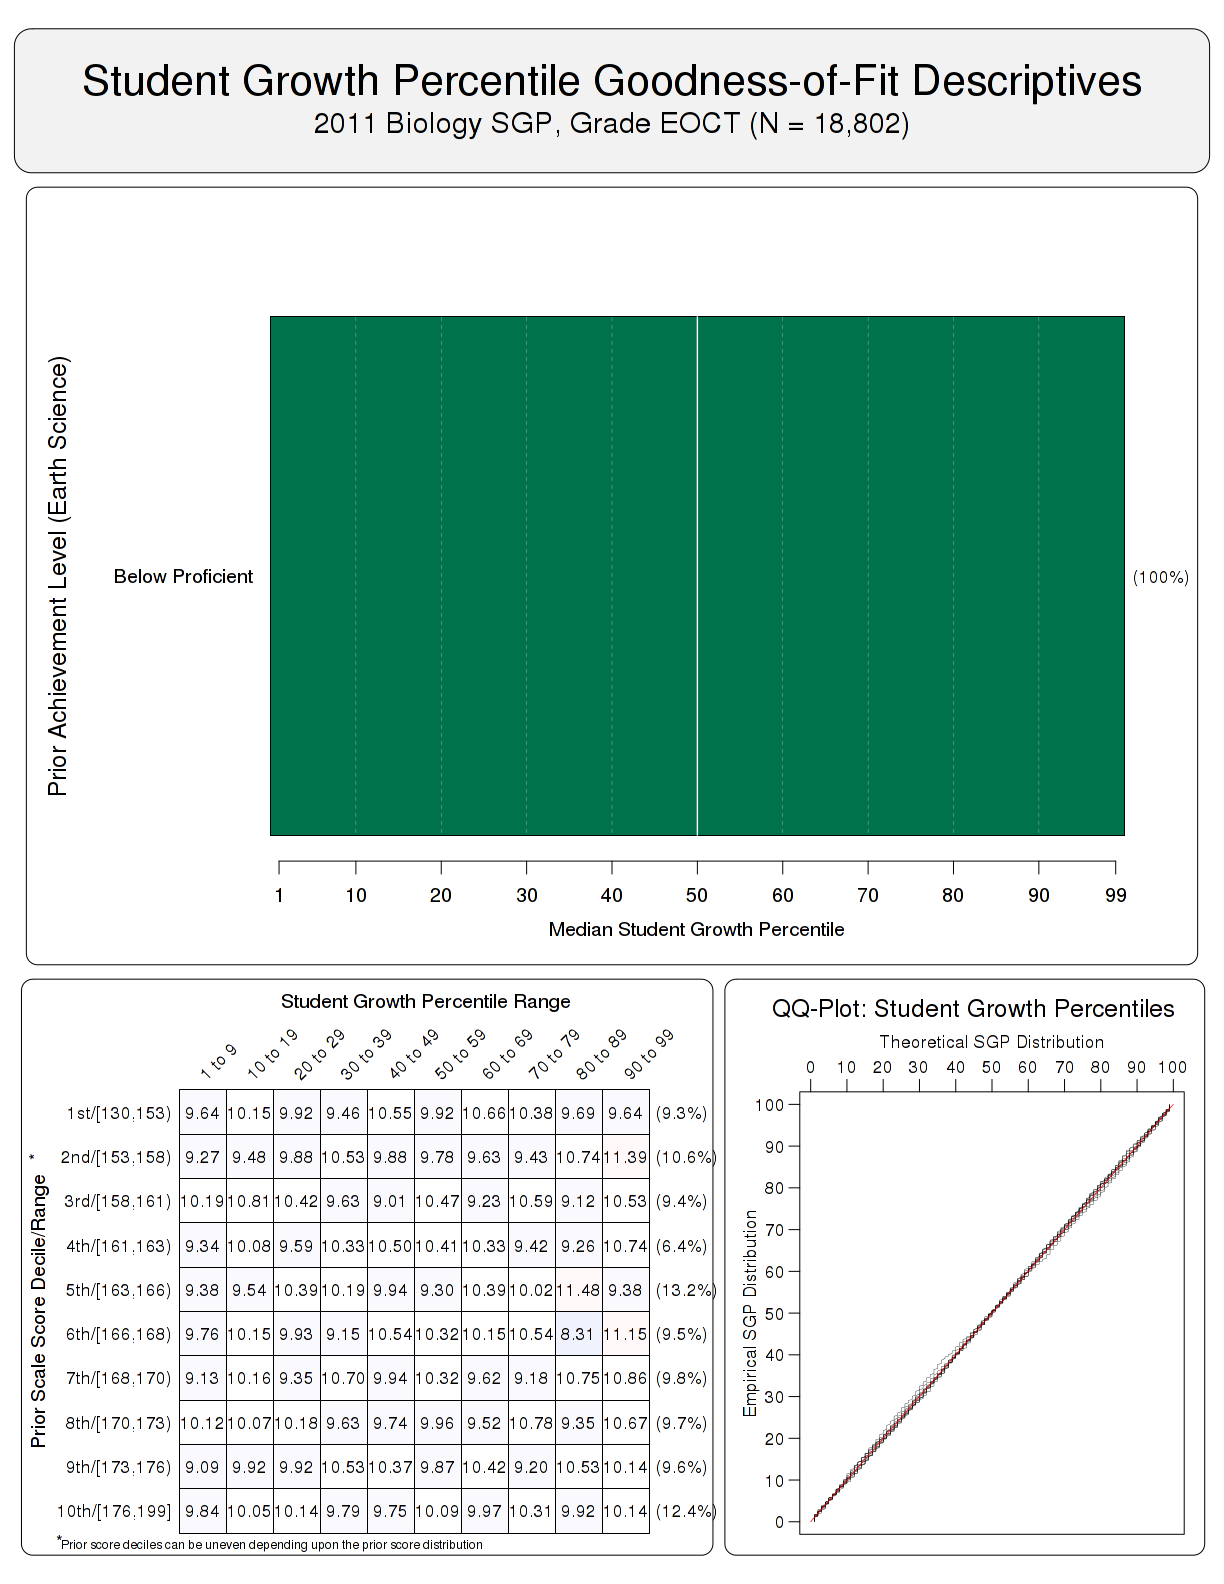 Student Growth Percentile Goodness-of-Fit Descriptives
2011 Biology SGP, Grade EOCT (N = 18,802)
Prior Achievement Level (Earth Science)
Below Proficient
(100%)
1 10 20 30 40 50 60 70 80 90 99
Median Student Growth Percentile
Student Growth Percentile Range
1 to 9 10 to 19 20 to 29 30 to 39 40 to 49 50 to 59 60 to 69 70 to 79 80 to 89 90 to 99
Prior Scale Score Decile/Range *
1st/[130,153) 9.64 10.15 9.92 9.46 10.55 9.92 10.66 10.38 9.69 9.64 (9.3%)
2nd/[153,158) 9.27 9.48 9.88 10.53 9.88 9.78 9.63 9.43 10.74 11.39 (10.6%)
3rd/[158,161) 10.19 10.81 10.42 9.63 9.01 10.47 9.23 10.59 9.12 10.53 (9.4%)
4th/[161,163) 9.34 10.08 9.59 10.33 10.50 10.41 10.33 9.42 9.26 10.74 (6.4%)
5th/[163,166) 9.38 9.54 10.39 10.19 9.94 9.30 10.39 10.02 11.48 9.38 (13.2%)
6th/[166,168) 9.76 10.15 9.93 9.15 10.54 10.32 10.15 10.54 8.31 11.15 (9.5%)
7th/[168,170) 9.13 10.16 9.35 10.70 9.94 10.32 9.62 9.18 10.75 10.86 (9.8%)
8th/[170,173) 10.12 10.07 10.18 9.63 9.74 9.96 9.52 10.78 9.35 10.67 (9.7%)
9th/[173,176) 9.09 9.92 9.92 10.53 10.37 9.87 10.42 9.20 10.53 10.14 (9.6%)
10th/[176,199] 9.84 10.05 10.14 9.79 9.75 10.09 9.97 10.31 9.92 10.14 (12.4%)
*Prior score deciles can be uneven depending upon the prior score distribution
QQ-Plot: Student Growth Percentiles
Theoretical SGP Distribution
0 10 20 30 40 50 60 70 80 90 100
Empirical SGP Distribution
100
90
80
70
60
50
40
30
20
10
0